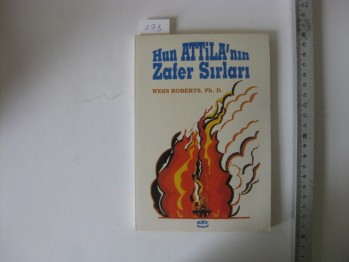 273
Hun ATTiLA'nın
Zafer Sırları
WESS ROBERTS, Ph. D.